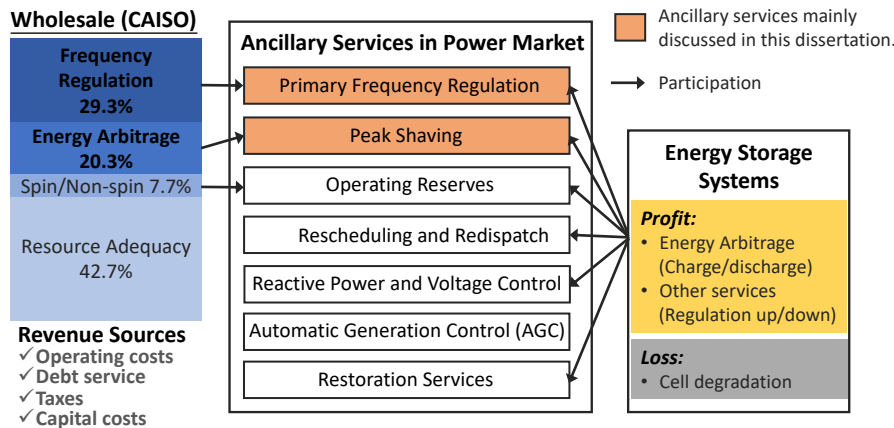 Wholesale (CAISO)
Frequency
Regulation
29.3%
Energy Arbitrage
20.3%
Spin/Non-spin 7.7%
Resource Adequacy
42.7%
Revenue Sources
✓Operating costs
✓Debt service
✓Taxes
✓Capital costs
Ancillary Services in Power Market
Primary Frequency Regulation
Peak Shaving
Operating Reserves
Rescheduling and Redispatch
Reactive Power and Voltage Control
Automatic Generation Control (AGC)
Restoration Services
Ancillary services mainly
discussed in this dissertation.
Participation
Energy Storage
Systems
Profit:
• Energy Arbitrage
(Charge/discharge)
• Other services
(Regulation up/down)
Loss:
• Cell degradation